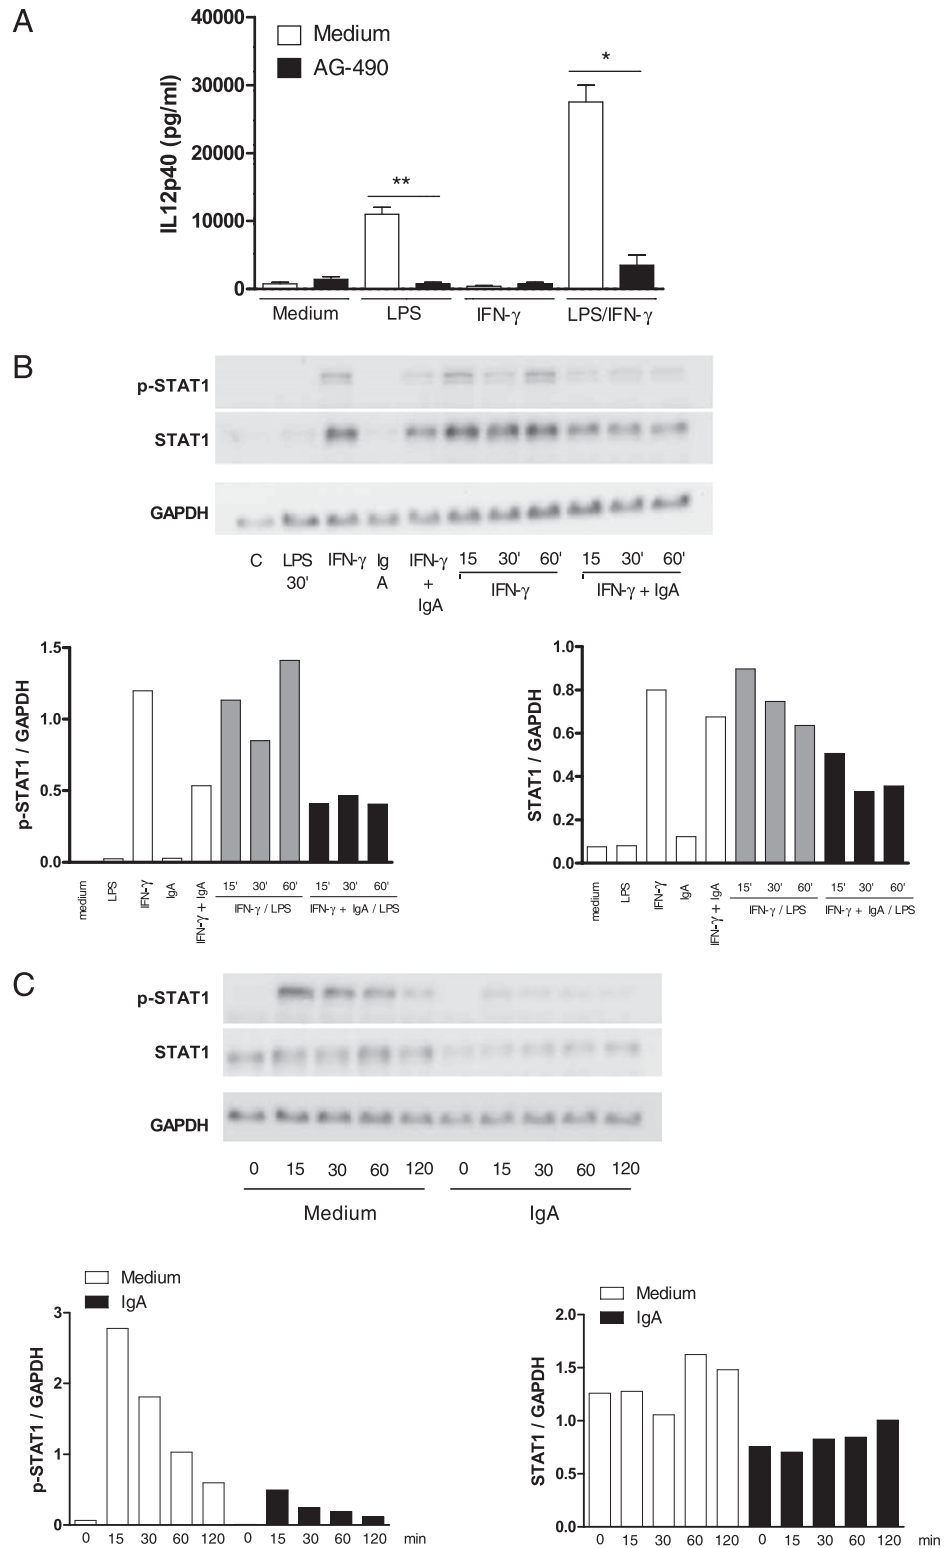 A
IL12p40 (pg/ml)
40000
30000
20000
10000
0
Medium
AG-490
**
*
Medium LPS IFN-γ LPS/IFN-γ
B
p-STAT1
STAT1
GAPDH
C LPS IFN-γ Ig IFN-γ 15 30' 60' 15 30' 60'
30' A + IFN-γ IFN-γ + IgA
IgA
p-STAT1 / GAPDH
1.5
1.0
0.5
0.0
medium LPS IFN-γ IgA IFN-γ + IgA 15' 30' 60' 15' 30' 60'
IFN-γ / LPS IFN-γ + IgA / LPS
STAT1 / GAPDH
1.0
0.8
0.6
0.4
0.2
0.0
medium LPS IFN-γ IgA IFN-γ + IgA 15' 30' 60' 15' 30' 60'
IFN-γ / LPS IFN-γ + IgA / LPS
C
p-STAT1
STAT1
GAPDH
0 15 30 60 120 0 15 30 60 120
Medium IgA
Medium
IgA
p-STAT1 / GAPDH
3
2
1
0
0 15 30 60 120 0 15 30 60 120 min
Medium
IgA
STAT1 / GAPDH
2.0
1.5
1.0
0.5
0.0
0 15 30 60 120 0 15 30 60 120 min